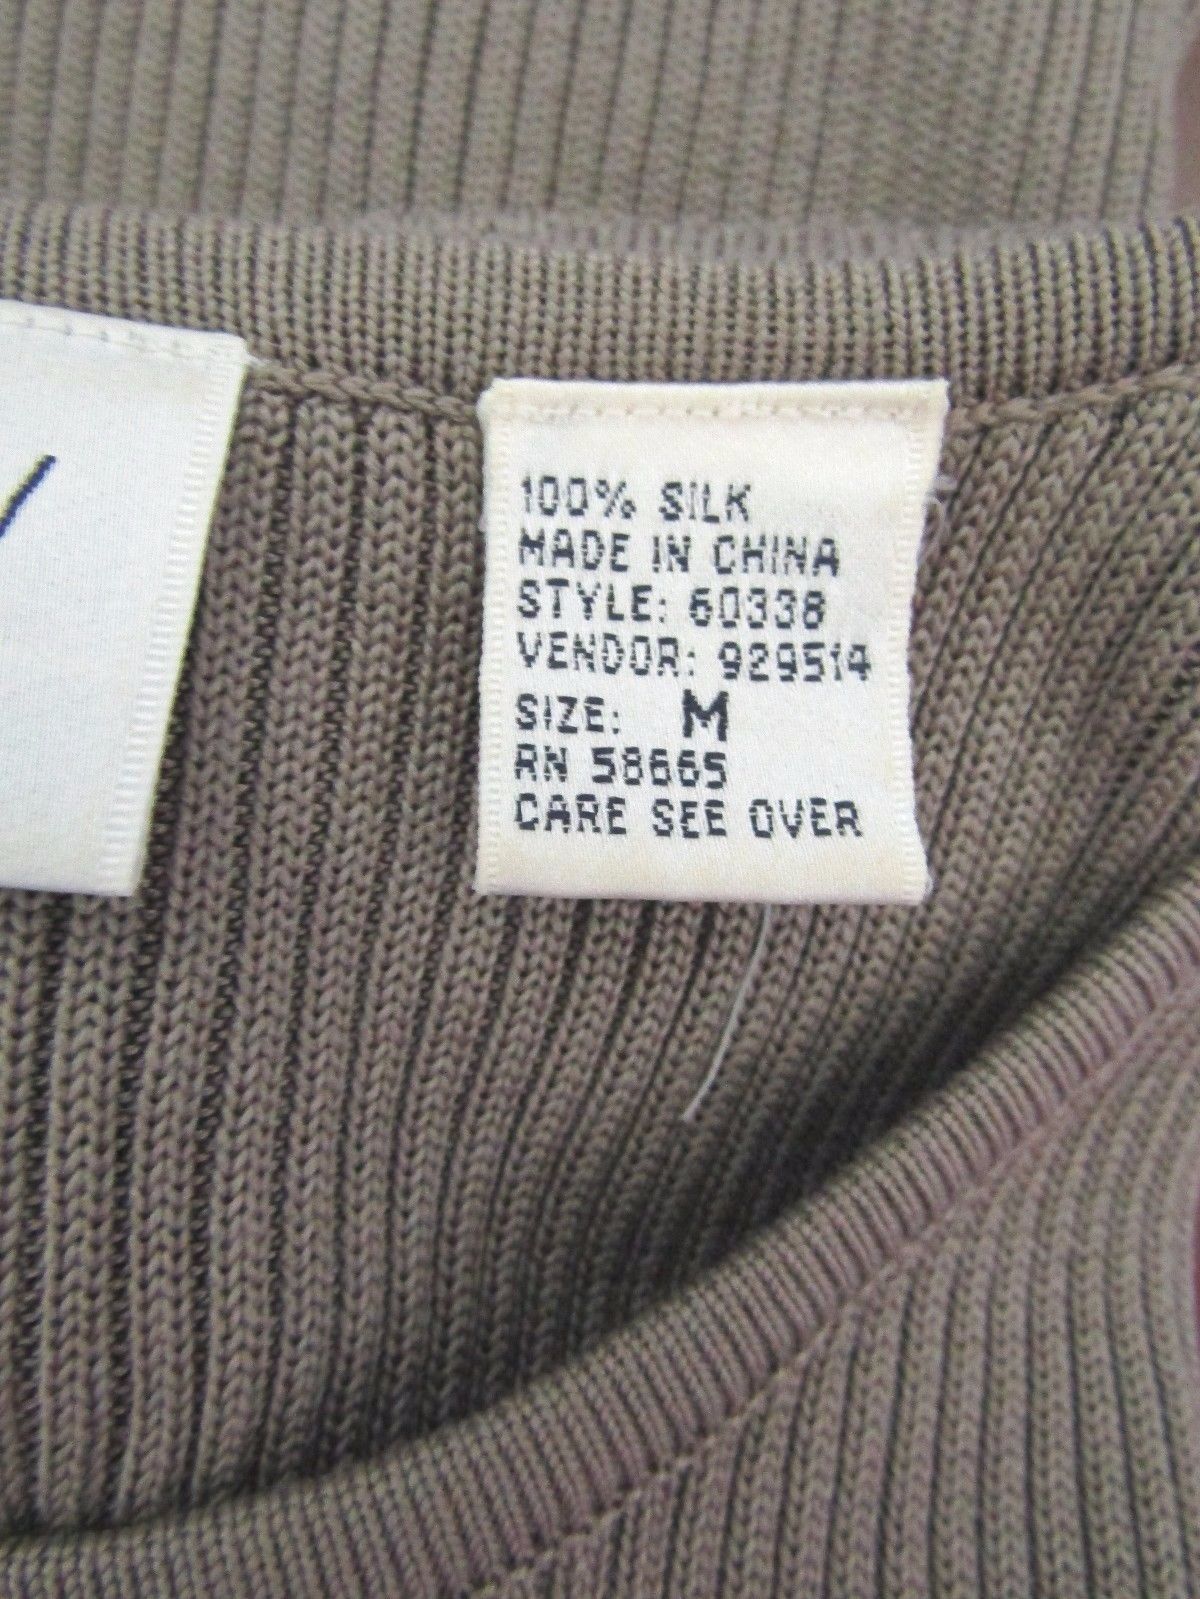 100% SILK
MADE IN CHINA
STYLE: 60338
VENDOR: 929514
SIZE: M
RN 58665
CARE SEE OVER